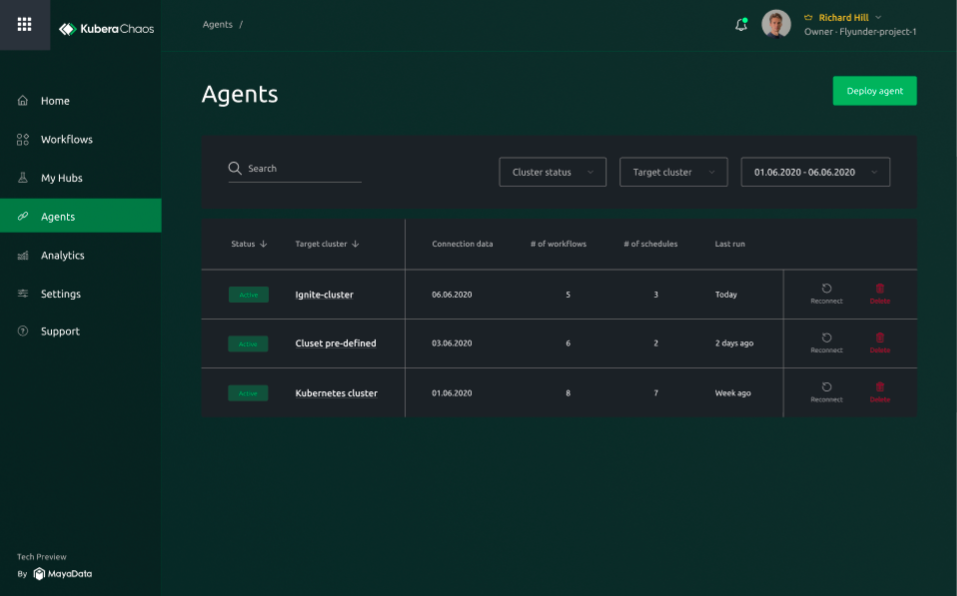 KuberaChaos
Agents /
Richard Hill
Owner - Flyunder-project-1
Home
Workflows
My Hubs
Agents
Analytics
Settings
Support
Tech Preview
By MayaData
Agents
Deploy agent
Search
Cluster status
Target cluster
01.06.2020 - 06.06.2020
Status Target cluster Connection data # of workflows # of schedules Last run
Active Ignite-cluster 06.06.2020 5 3 Today Reconnect Delete
Active Cluset pre-defined 03.06.2020 6 2 2 days ago Reconnect Delete
Active Kubernetes cluster 01.06.2020 8 7 Week ago Reconnect Delete